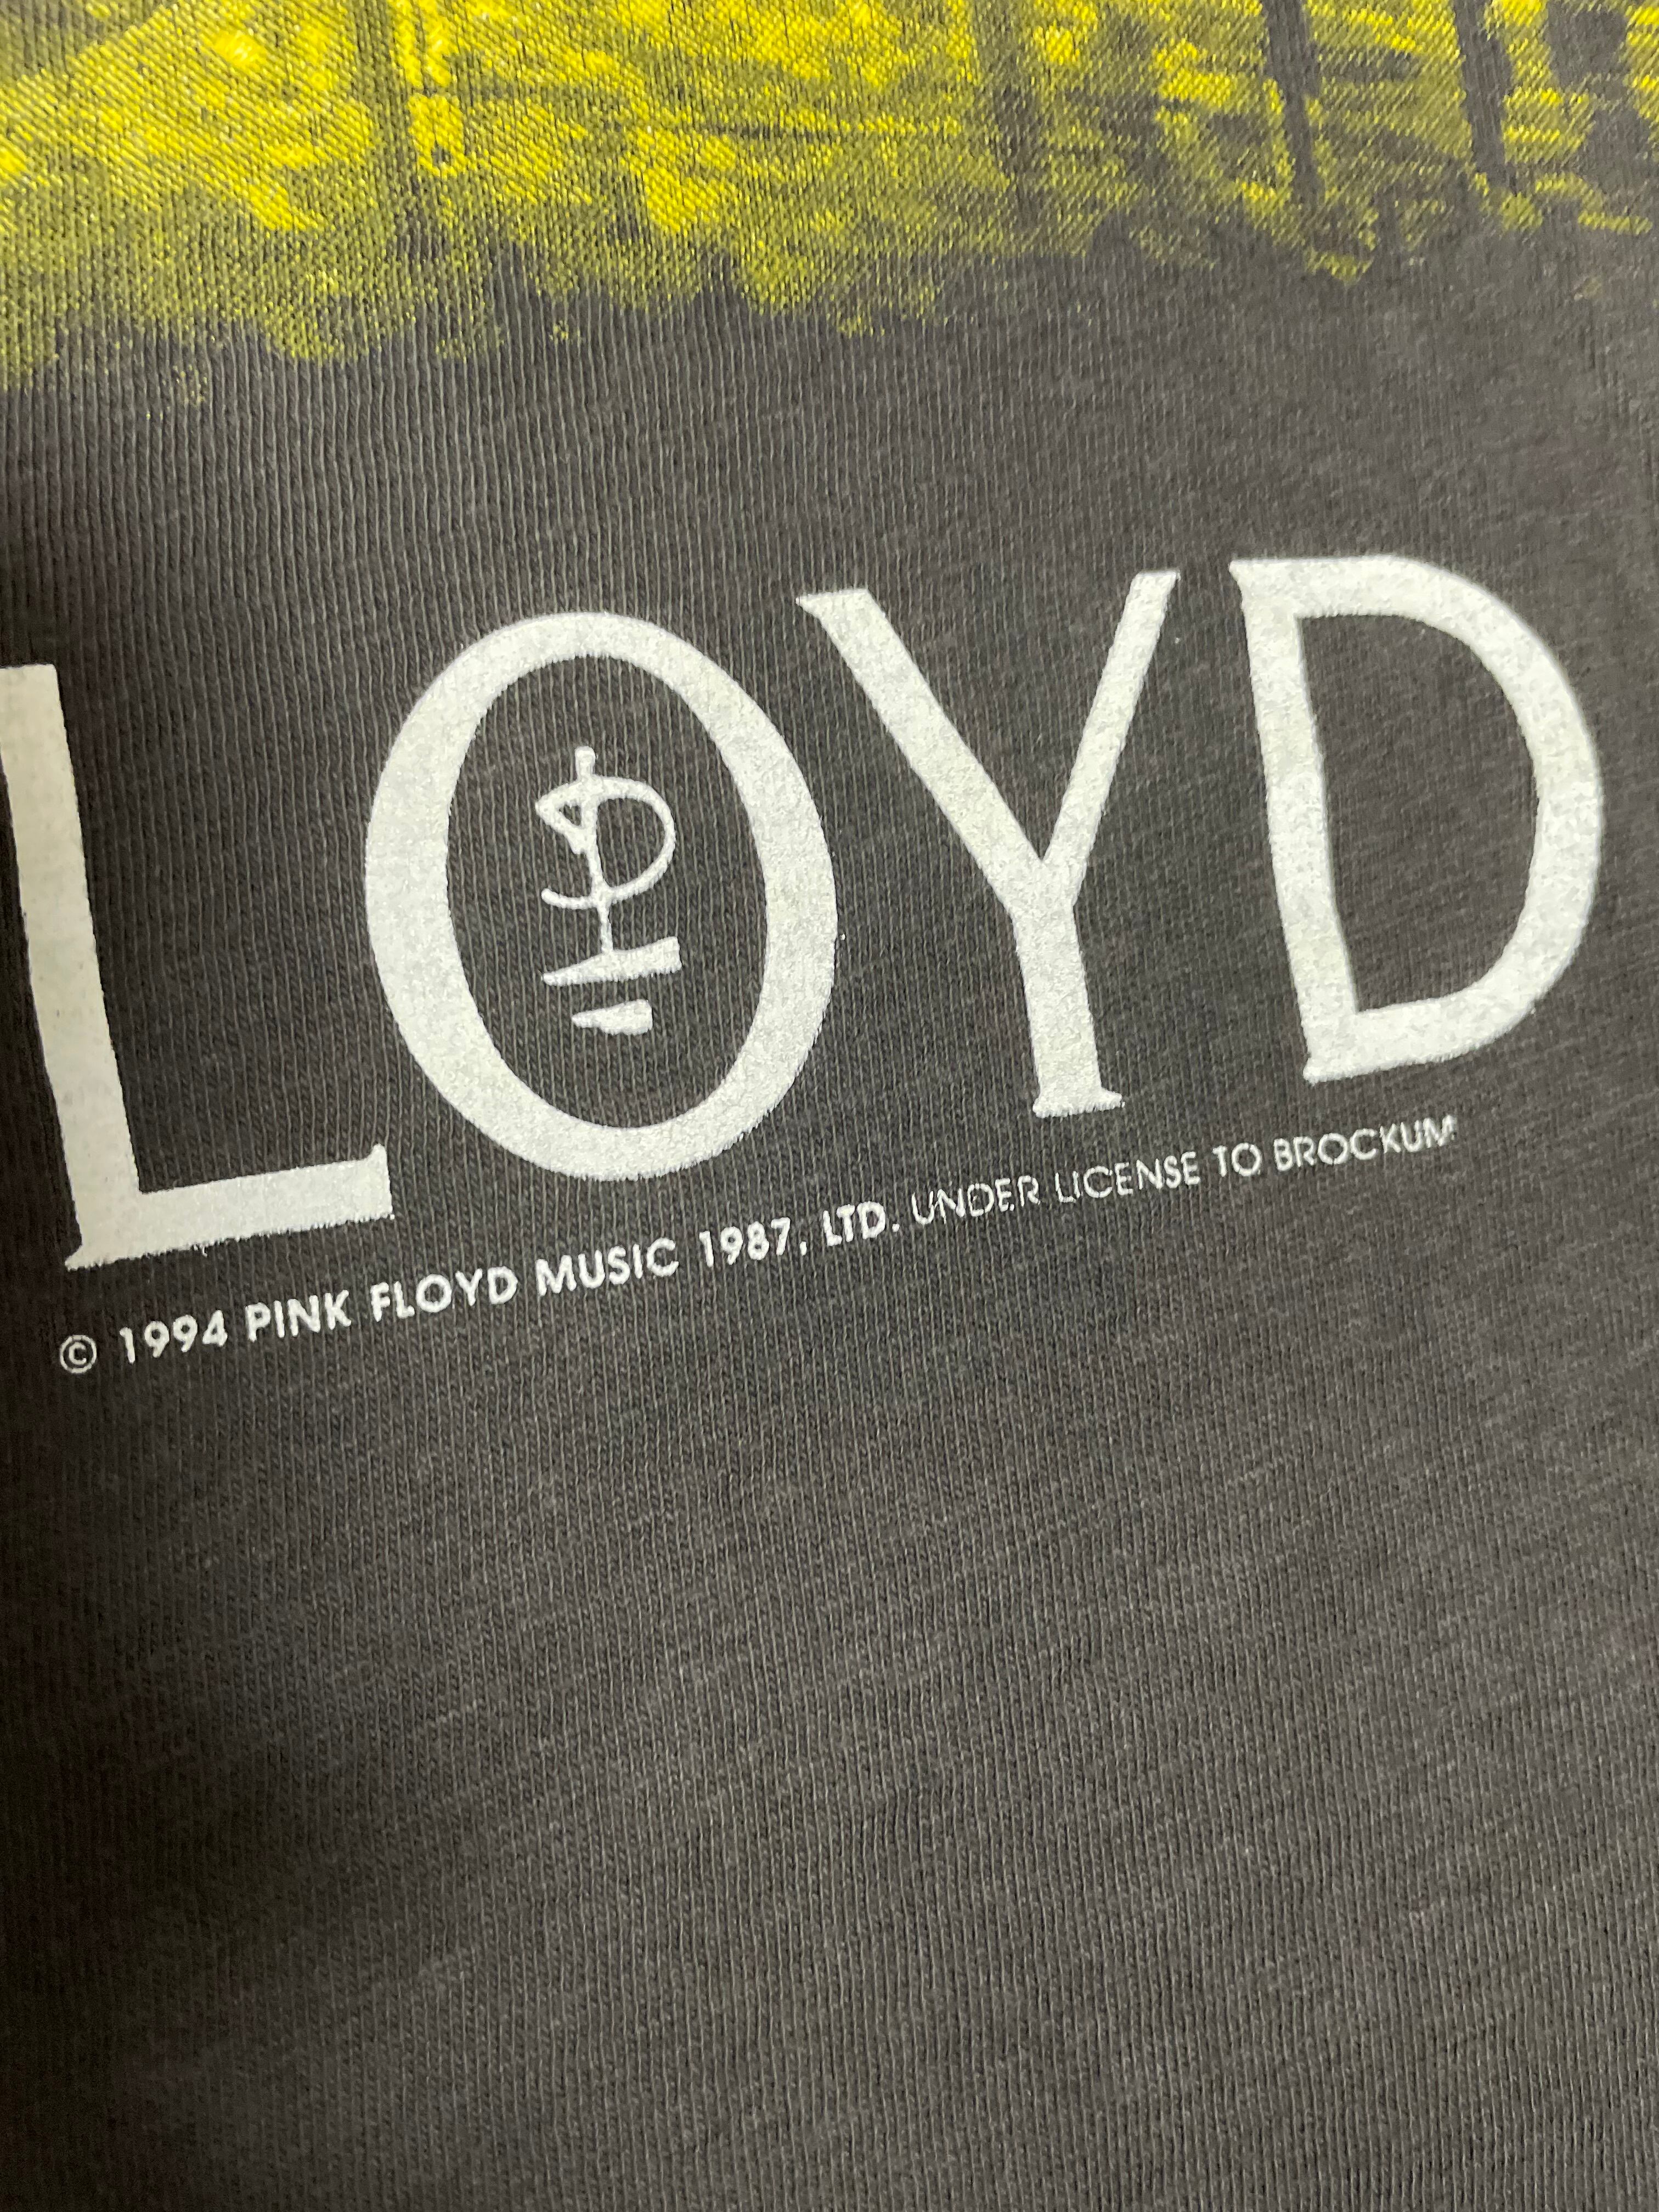 LOYD
© 1994 PINK FLOYD MUSIC 1987, LTD. UNDER LICENSE TO BROCKUM